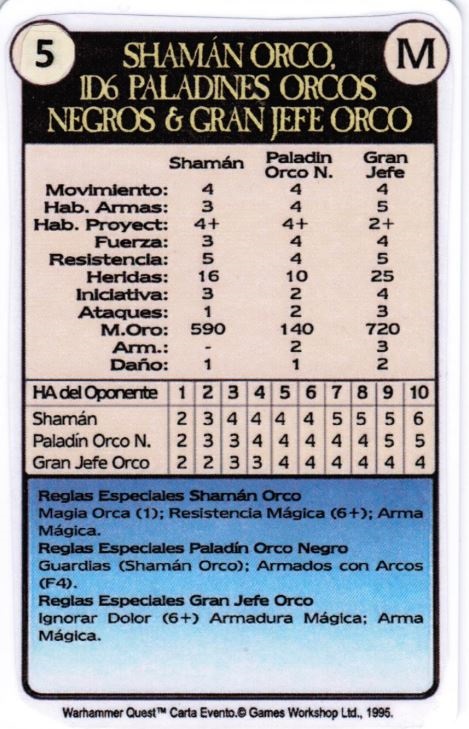 5
M
SHAMÁN ORCO,
1D6 PALADINES ORCOS
NEGROS & GRAN JEFE ORCO
Shamán Paladin Orco N. Gran Jefe
Movimiento: 4 4 4
Hab. Armas: 3 4 5
Hab. Proyect: 4+ 4+ 2+
Fuerza: 3 4 4
Resistencia: 5 4 5
Heridas: 16 10 25
Iniciativa: 3 2 4
Ataques: 1 2 3
M.Oro: 590 140 720
Arm.: - 2 3
Daño: 1 1 2
HA del Oponente 1 2 3 4 5 6 7 8 9 10
Shamán 2 3 4 4 4 4 5 5 5 6
Paladín Orco N. 2 3 3 4 4 4 4 4 5 5
Gran Jefe Orco 2 2 3 3 4 4 4 4 4 4
Reglas Especiales Shamán Orco
Magia Orca (1); Resistencia Mágica (6+); Arma
Mágica.
Reglas Especiales Paladín Orco Negro
Guardias (Shamán Orco); Armados con Arcos
(F4).
Reglas Especiales Gran Jefe Orco
Ignorar Dolor (6+) Armadura Mágica; Arma
Mágica.
Warhammer Quest™ Carta Evento.© Games Workshop Ltd., 1995.